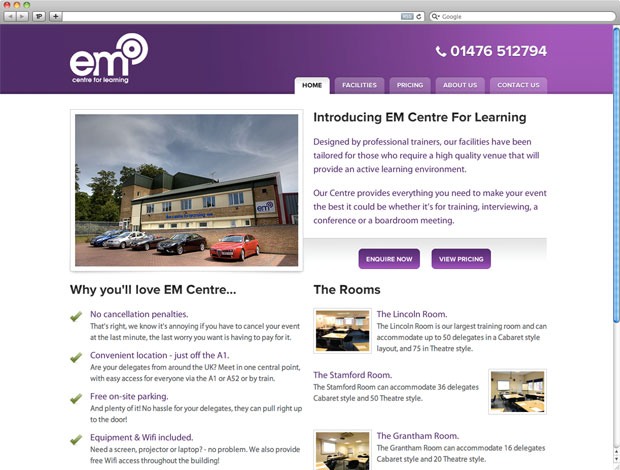 Google
em
centre for learning
01476 512794
HOME
FACILITIES
PRICING
ABOUT US
CONTACT US
em
Introducing EM Centre For Learning
Designed by professional trainers, our facilities have been
tailored for those who require a high quality venue that will
provide an active learning environment.
Our Centre provides everything you need to make your event
the best it could be whether it's for training, interviewing, a
conference or a boardroom meeting.
ENQUIRE NOW
VIEW PRICING
Why you'll love EM Centre...
No cancellation penalties.
That's right, we know it's annoying if you have to cancel your event
at the last minute, the last worry you want is having to pay for it.
Convenient location - just off the A1.
Are your delegates from around the UK? Meet in one central point,
with easy access for everyone via the A1 or A52 or by train.
Free on-site parking.
And plenty of it! No hassle for your delegates, they can pull right up
to the door!
Equipment & Wifi included.
Need a screen, projector or laptop? - no problem. We also provide
free Wifi access throughout the building!
The Rooms
The Lincoln Room.
The Lincoln Room is our largest training room and can
accommodate up to 50 delegates in a Cabaret style
layout, and 75 in Theatre style.
The Stamford Room.
The Stamford Room can accommodate 36 delegates
Cabaret style and 50 Theatre style.
The Grantham Room.
The Grantham Room can accommodate 16 delegates
Cabaret style and 20 Theatre style.